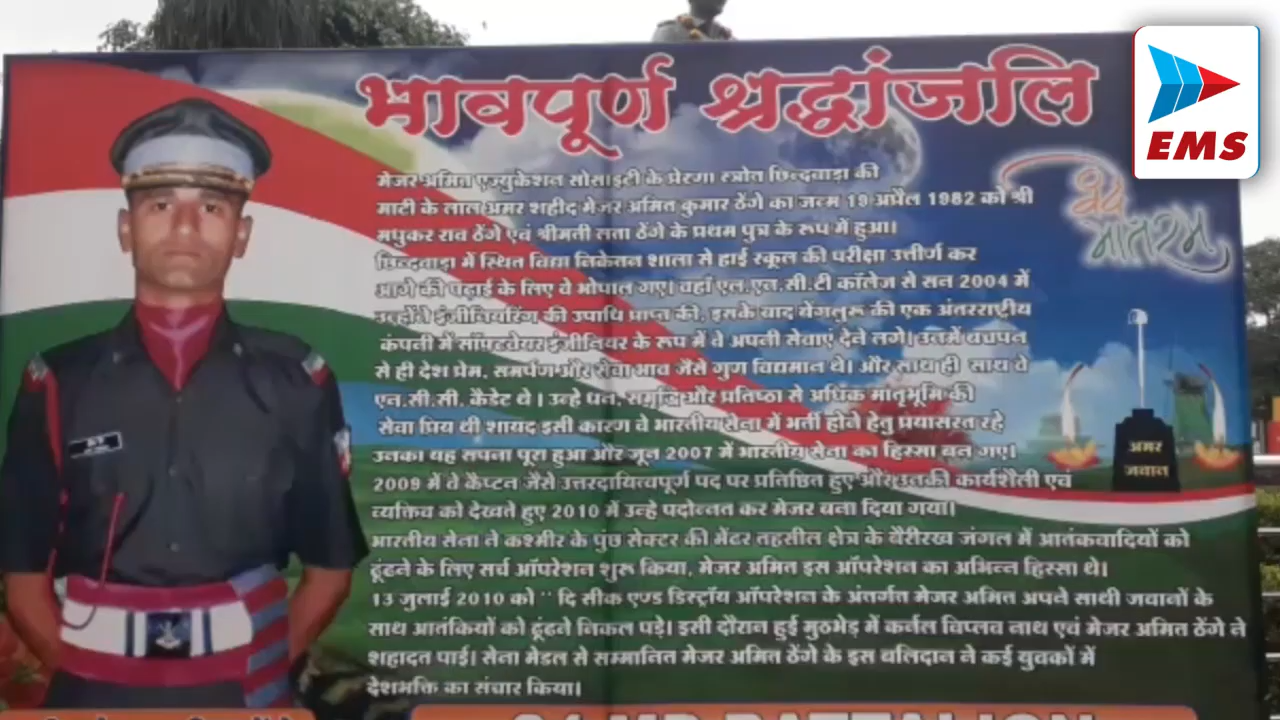 EMS
भावपूर्ण श्रद्धांजलि
वंदे मातरम
मेजर अमित एज्युकेशन सोसाइटी के प्रेरणा स्त्रोत छिन्दवाड़ा की
माटी के लाल अमर शहीद मेजर अमित कुमार ठेंगे का जन्म 19 अप्रैल 1982 को श्री
मधुकर राव ठेंगे एवं श्रीमती लता ठेंगे के प्रथम पुत्र के रूप में हुआ।
छिन्दवाड़ा में स्थित विद्या निकेतन शाला से हाई स्कूल की परीक्षा उत्तीर्ण कर
आगे की पढ़ाई के लिए वे भोपाल गए। वहां एल.एन.सी.टी कॉलेज से सन 2004 में
उन्होंने इंजीनियरिंग की उपाधि प्राप्त की, इसके बाद बेंगलुरू की एक अंतरराष्ट्रीय
कंपनी में सॉफ्टवेयर इंजीनियर के रूप में वे अपनी सेवाएं देने लगे। उनमें बचपन
से ही देश प्रेम, समर्पण और सेवा भाव जैसे गुण विद्यमान थे। और साथ ही साथ वे
एन.सी.सी. कैडेट थे। उन्हे धन, समृद्धि और प्रतिष्ठा से अधिक मातृभूमि की
सेवा प्रिय थी शायद इसी कारण वे भारतीय सेना में भर्ती होने हेतु प्रयासरत रहे
उनका यह सपना पूरा हुआ और जून 2007 में भारतीय सेना का हिस्सा बन गए।
2009 में वे कैप्टन जैसे उत्तरदायित्वपूर्ण पद पर प्रतिष्ठित हुए और उनकी कार्यशैली एवं
व्यक्तिव को देखते हुए 2010 में उन्हे पदोन्नत कर मेजर बना दिया गया।
भारतीय सेना ने कश्मीर के पुंछ सेक्टर की मेंढर तहसील क्षेत्र के बैरीरख जंगल में आतंकवादियों को
ढूंढने के लिए सर्च ऑपरेशन शुरू किया, मेजर अमित इस ऑपरेशन का अभिन्न हिस्सा थे।
13 जुलाई 2010 को '' दि सीक एण्ड डिस्ट्रॉय ऑपरेशन के अंतर्गत मेजर अमित अपने साथी जवानों के
साथ आतंकियों को ढूंढने निकल पड़े। इसी दौरान हुई मुठभेड़ में कर्नल विप्लव नाथ एवं मेजर अमित ठेंगे ने
शहादत पाई। सेना मेडल से सम्मानित मेजर अमित ठेंगे के इस बलिदान ने कई युवकों में
देशभक्ति का संचार किया।
अमर
जवान